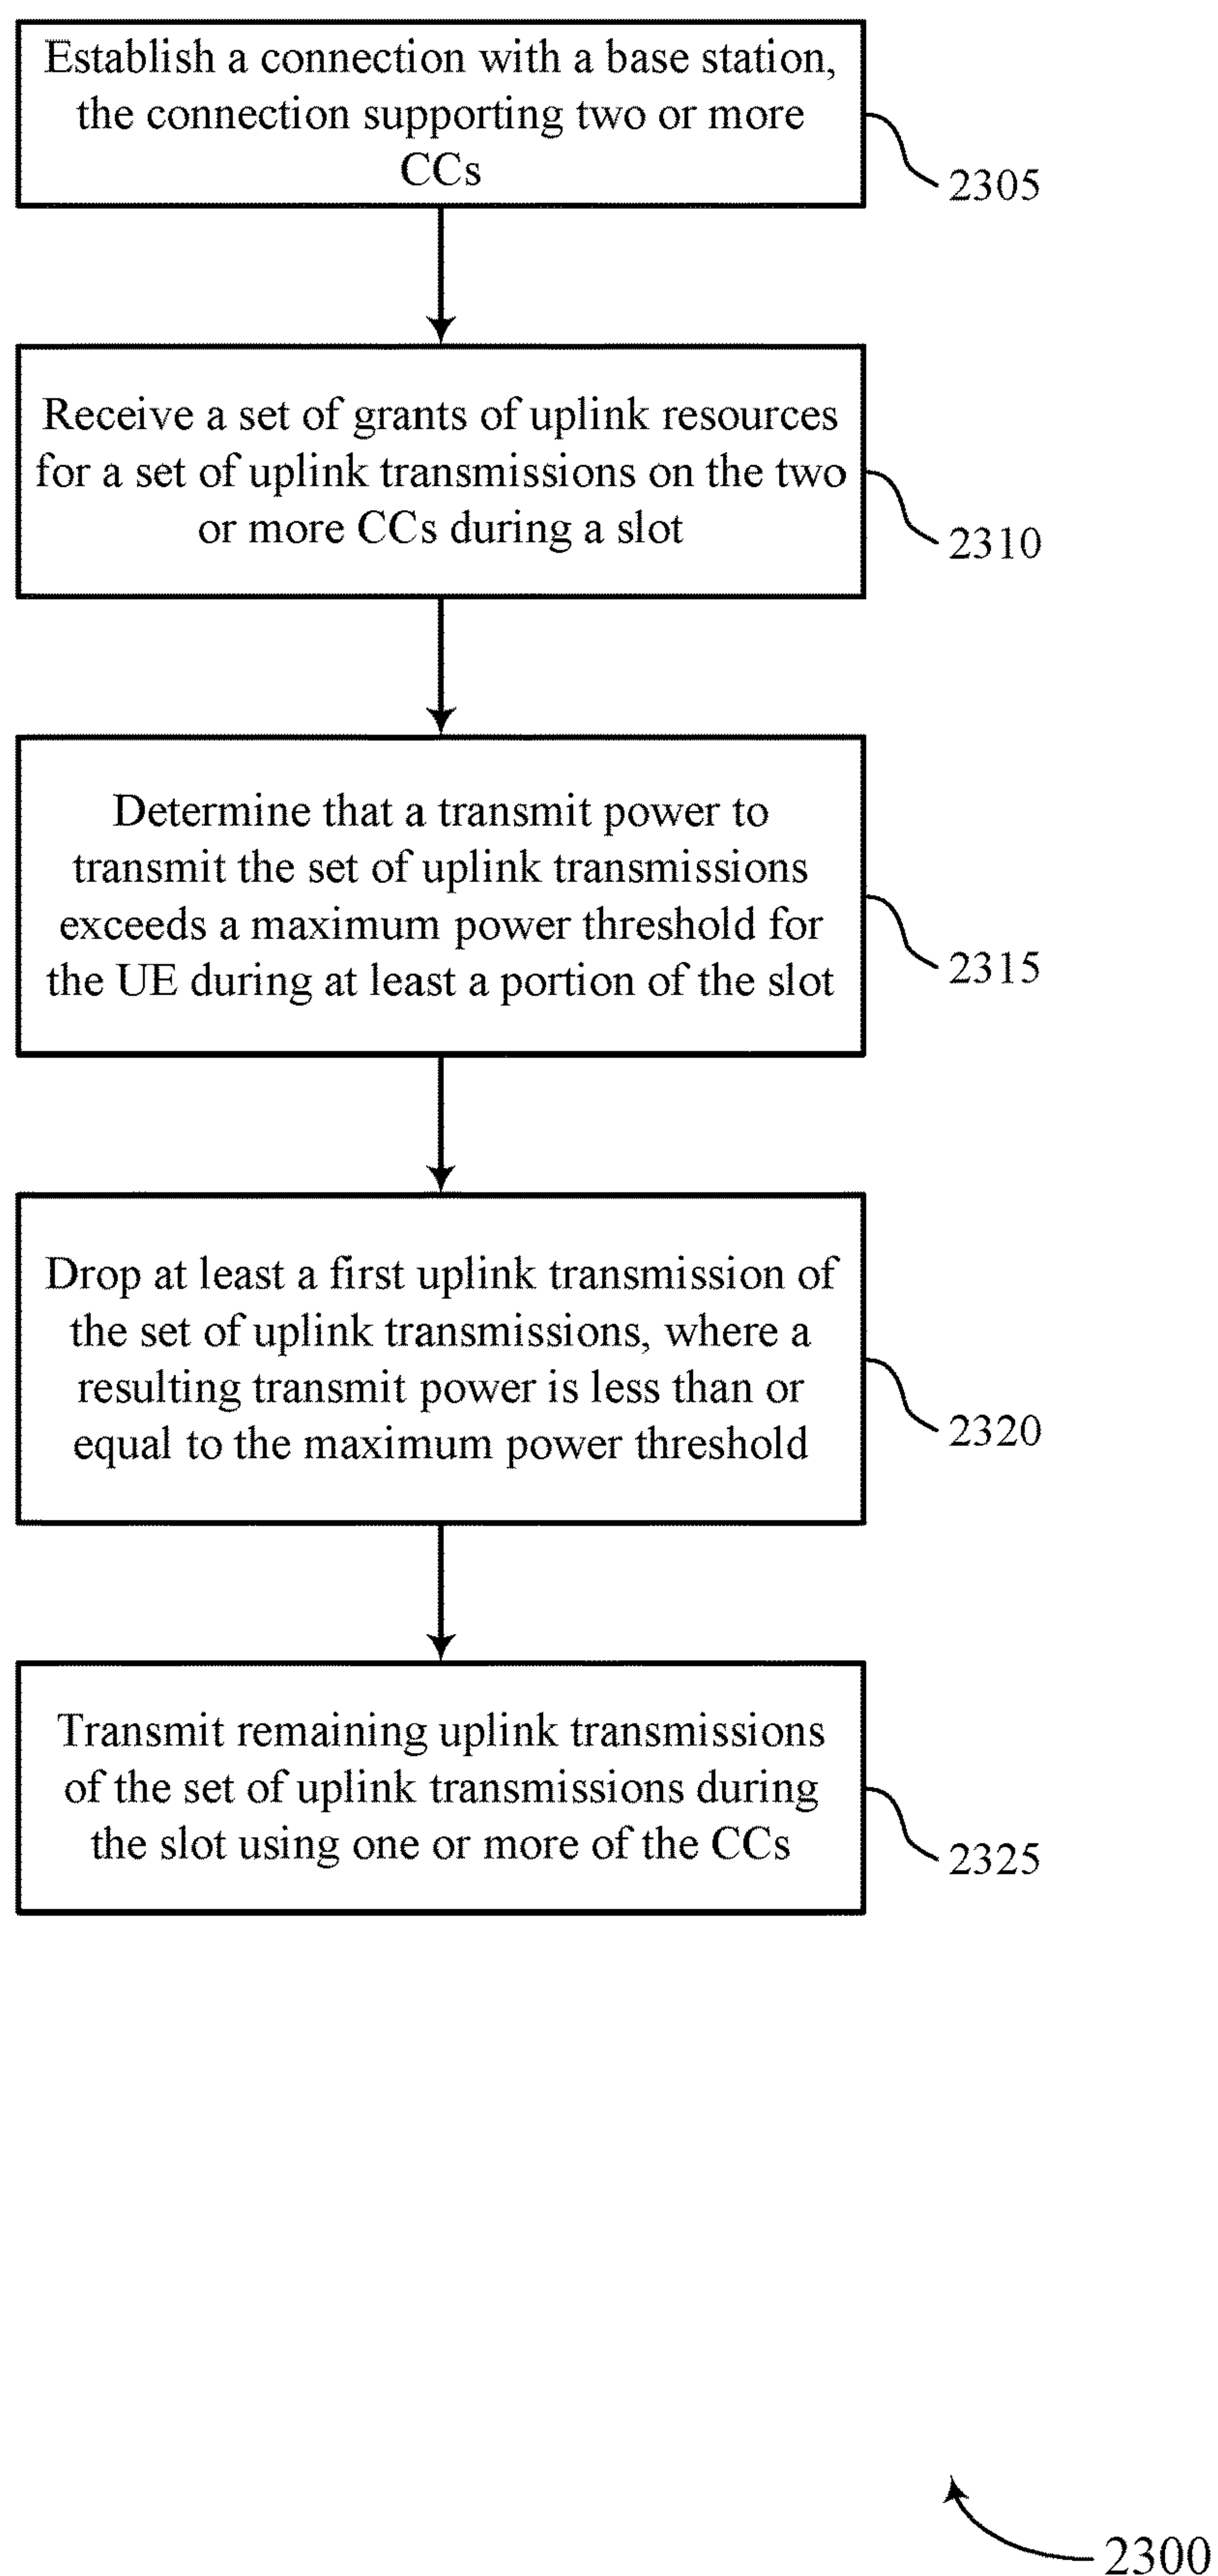 Establish a connection with a base station,
the connection supporting two or more
CCs
2305
Receive a set of grants of uplink resources
for a set of uplink transmissions on the two
or more CCs during a slot
2310
Determine that a transmit power to
transmit the set of uplink transmissions
exceeds a maximum power threshold for
the UE during at least a portion of the slot
2315
Drop at least a first uplink transmission of
the set of uplink transmissions, where a
resulting transmit power is less than or
equal to the maximum power threshold
2320
Transmit remaining uplink transmissions
of the set of uplink transmissions during
the slot using one or more of the CCs
2325
2300